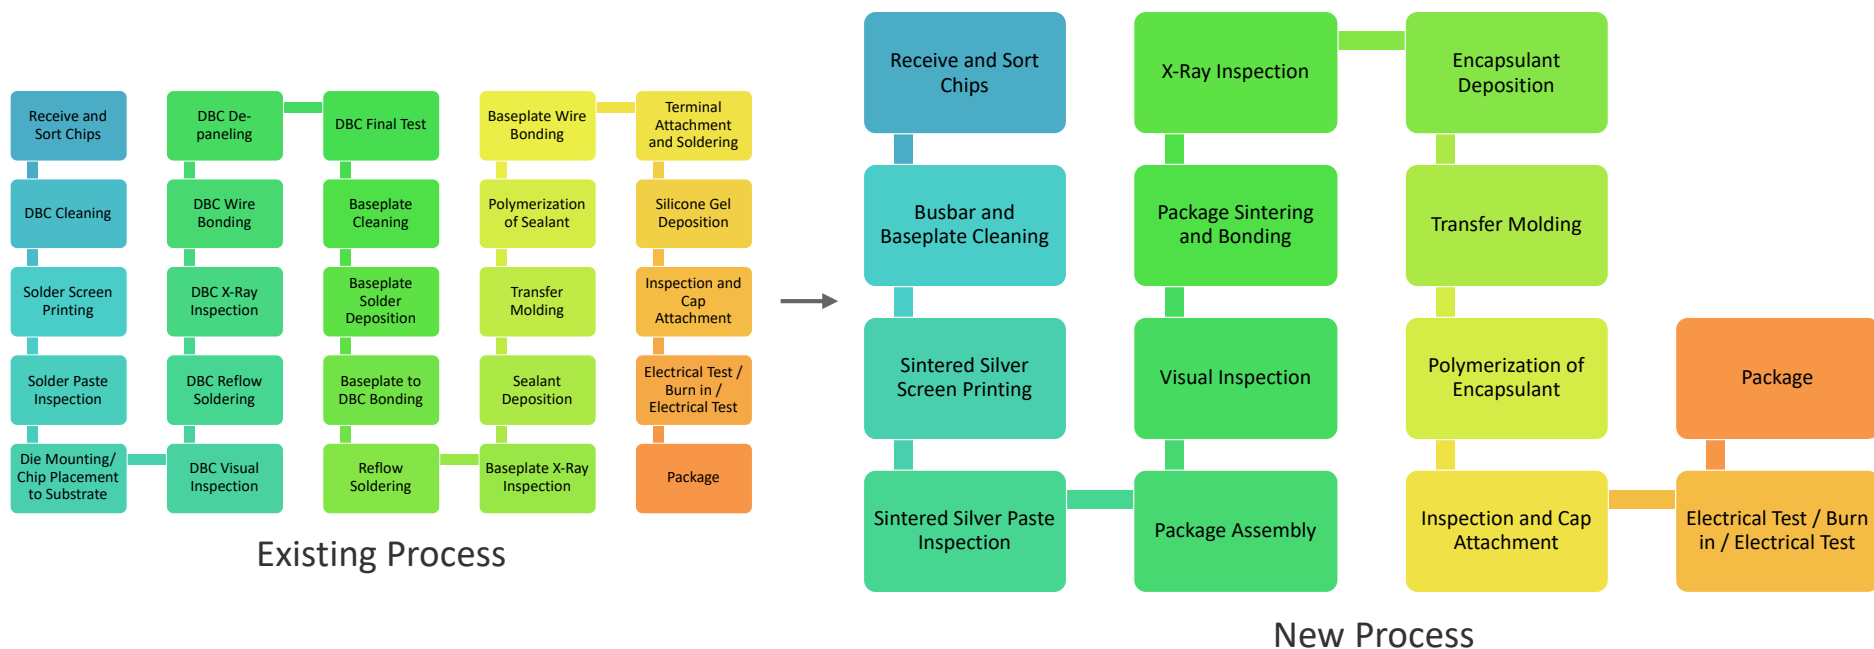 Receive and
Sort Chips
DBC Cleaning
Solder Screen
Printing
Solder Paste
Inspection
Die Mounting/
Chip Placement
to Substrate
DBC Visual
Inspection
DBC Reflow
Soldering
DBC X-Ray
Inspection
DBC Wire
Bonding
DBC De-
paneling
DBC Final Test
Baseplate
Cleaning
Baseplate
Solder
Deposition
Baseplate to
DBC Bonding
Reflow
Soldering
Baseplate X-Ray
Inspection
Sealant
Deposition
Transfer
Molding
Polymerization
of Sealant
Baseplate Wire
Bonding
Terminal
Attachment
and Soldering
Silicone Gel
Deposition
Inspection and
Cap
Attachment
Electrical Test /
Burn in /
Electrical Test
Package
Existing Process
Receive and Sort
Chips
Busbar and
Baseplate Cleaning
Sintered Silver
Screen Printing
Sintered Silver Paste
Inspection
Package Assembly
Visual Inspection
Package Sintering
and Bonding
X-Ray Inspection
Encapsulant
Deposition
Transfer Molding
Polymerization of
Encapsulant
Inspection and Cap
Attachment
Electrical Test / Burn
in / Electrical Test
Package
New Process